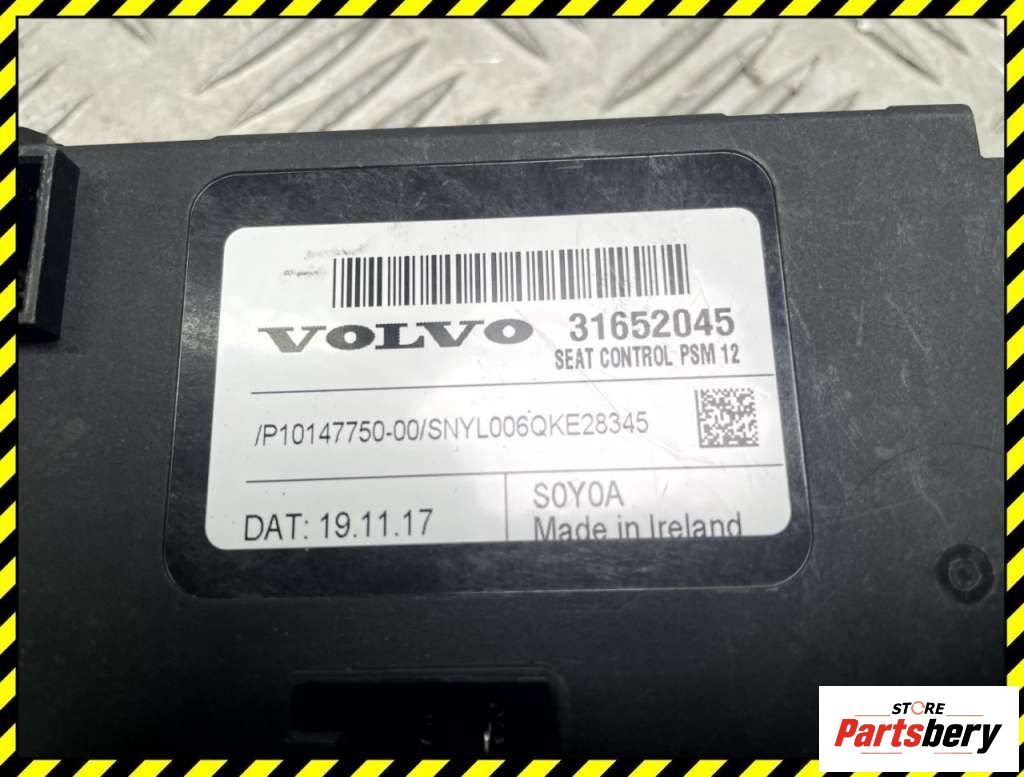 VOLVO 31652045
SEAT CONTROL PSM 12
/P10147750-00/SNYL006QKE28345
DAT: 19.11.17
S0Y0A
Made in Ireland
STORE
Partsbery